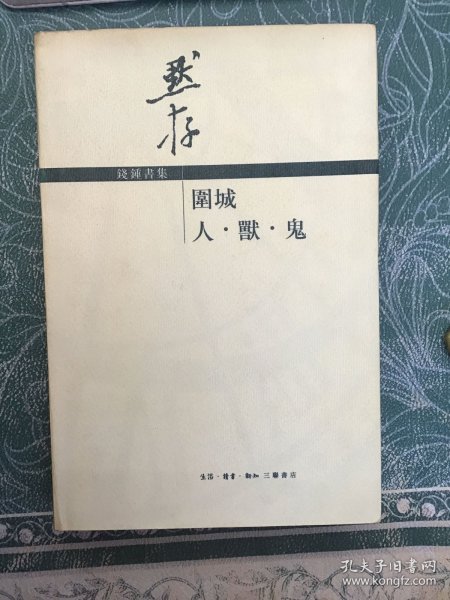 默存
錢鍾書集
圍城
人·獸·鬼
生活·讀書·新知三聯書店
孔夫子旧书网
www.kongfz.com